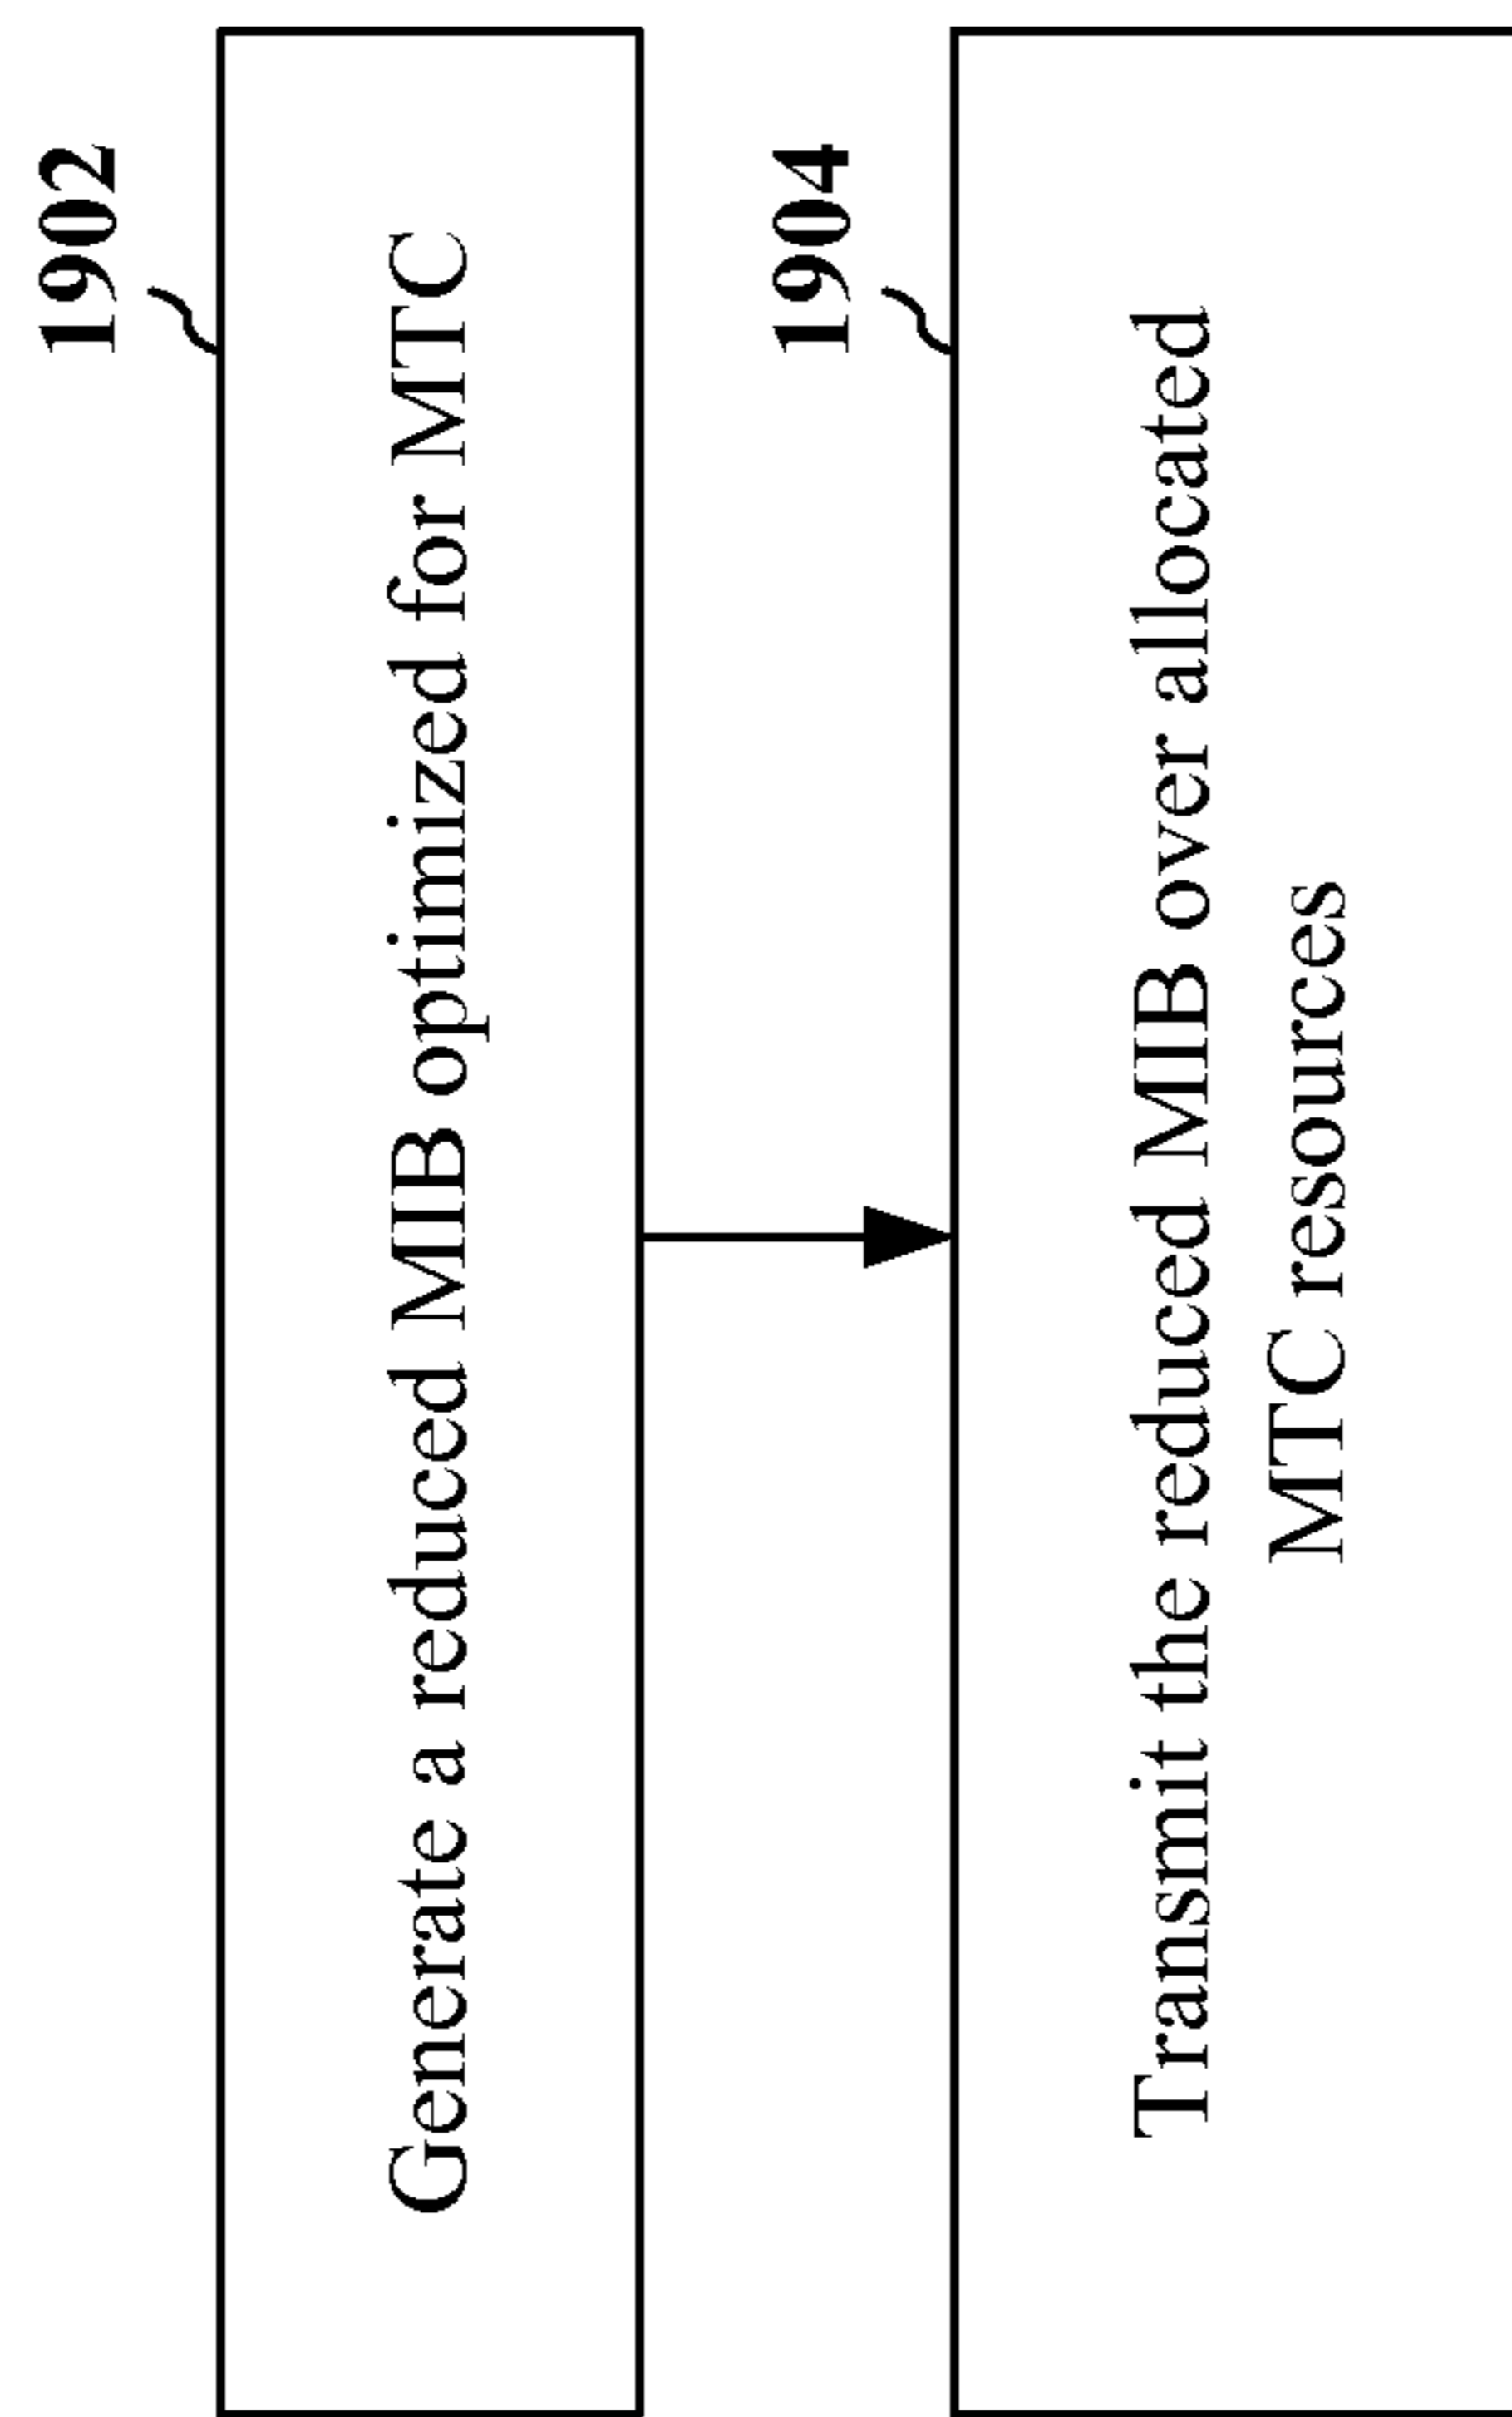 1902
Generate a reduced MIB optimized for MTC
1904
Transmit the reduced MIB over allocated
MTC resources